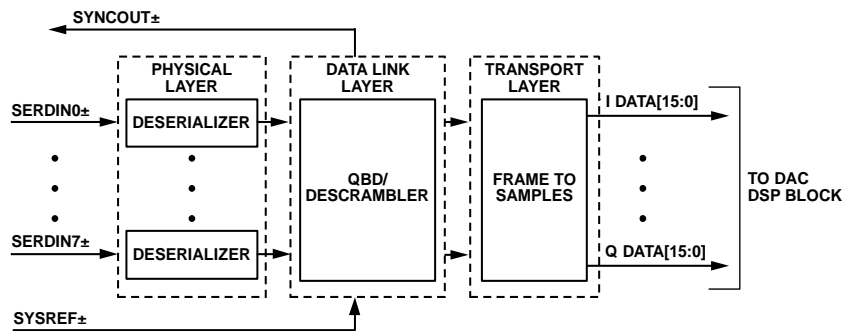 SYNCOUT±
PHYSICAL
LAYER
DATA LINK
LAYER
TRANSPORT
LAYER
SERDIN0±
DESERIALIZER
I DATA[15:0]
QBD/
DESCRAMBLER
FRAME TO
SAMPLES
TO DAC
DSP BLOCK
SERDIN7±
DESERIALIZER
Q DATA[15:0]
SYSREF±